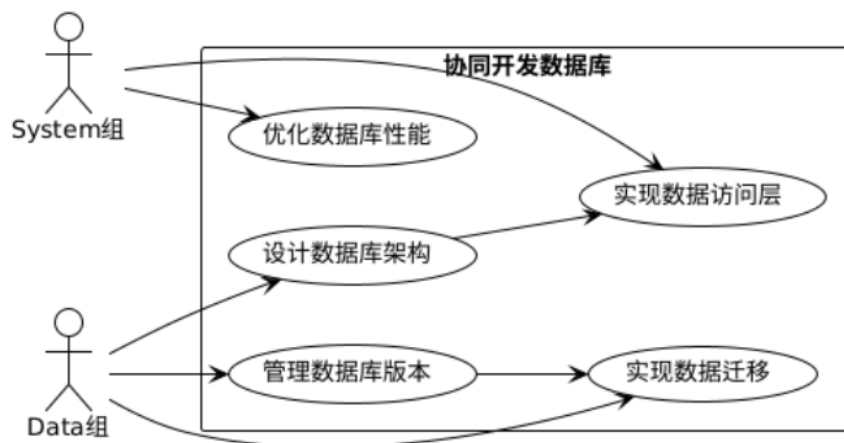 协同开发数据库
System组
优化数据库性能
实现数据访问层
设计数据库架构
管理数据库版本
实现数据迁移
Data组